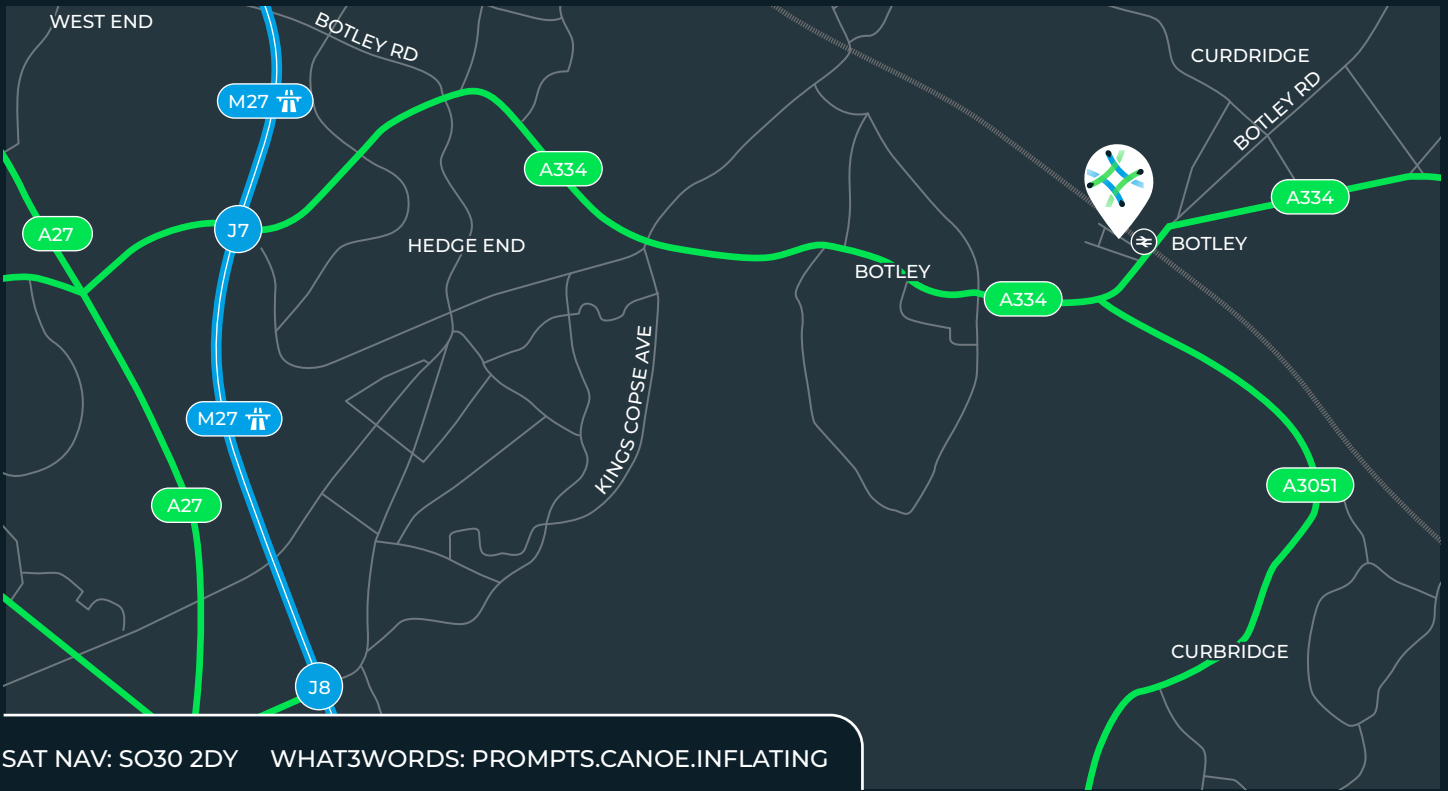 WEST END
BOTLEY RD
CURDRIDGE
BOTLEY RD
M27
A334
A334
A27
J7
HEDGE END
BOTLEY
BOTLEY
A334
KINGS COPSE AVE
M27
A27
A3051
CURBRIDGE
J8
SAT NAV: SO30 2DY WHAT3WORDS: PROMPTS.CANOE.INFLATING